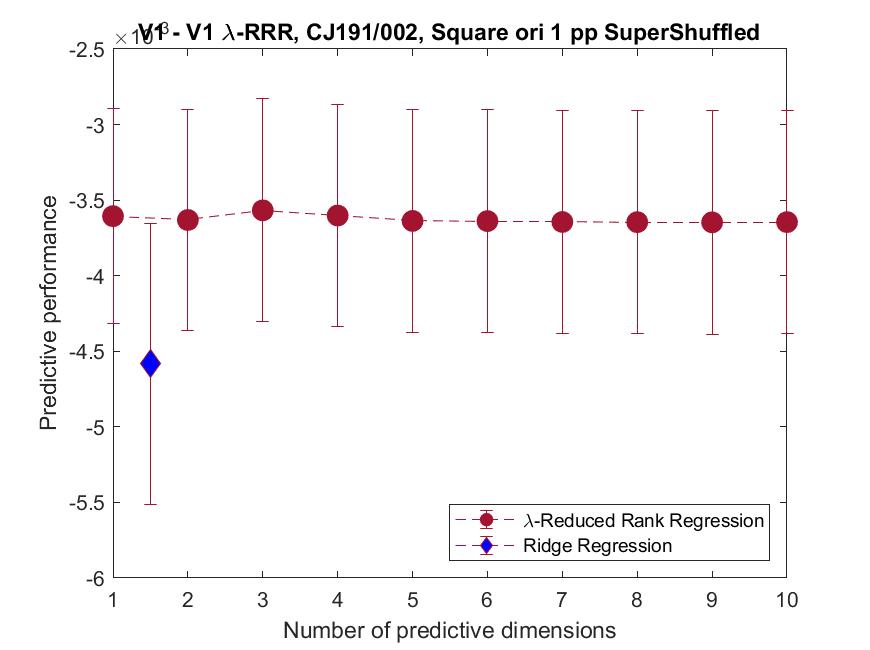 V1 - V1 λ-RRR, CJ191/002, Square ori 1 pp SuperShuffled
×10^-3
-2.5
-3
-3.5
-4
-4.5
-5
-5.5
-6
Predictive performance
λ-Reduced Rank Regression
Ridge Regression
1 2 3 4 5 6 7 8 9 10
Number of predictive dimensions